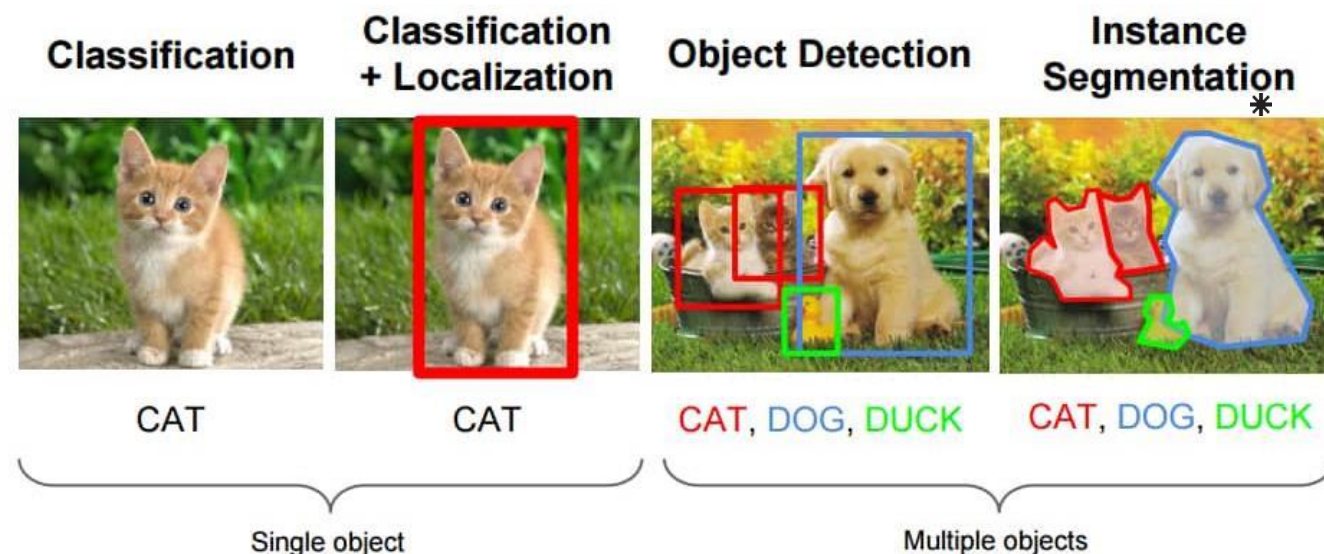 Classification
Classification
+ Localization
Object Detection
Instance
Segmentation
*
CAT
CAT
CAT, DOG, DUCK
CAT, DOG, DUCK
Single object
Multiple objects